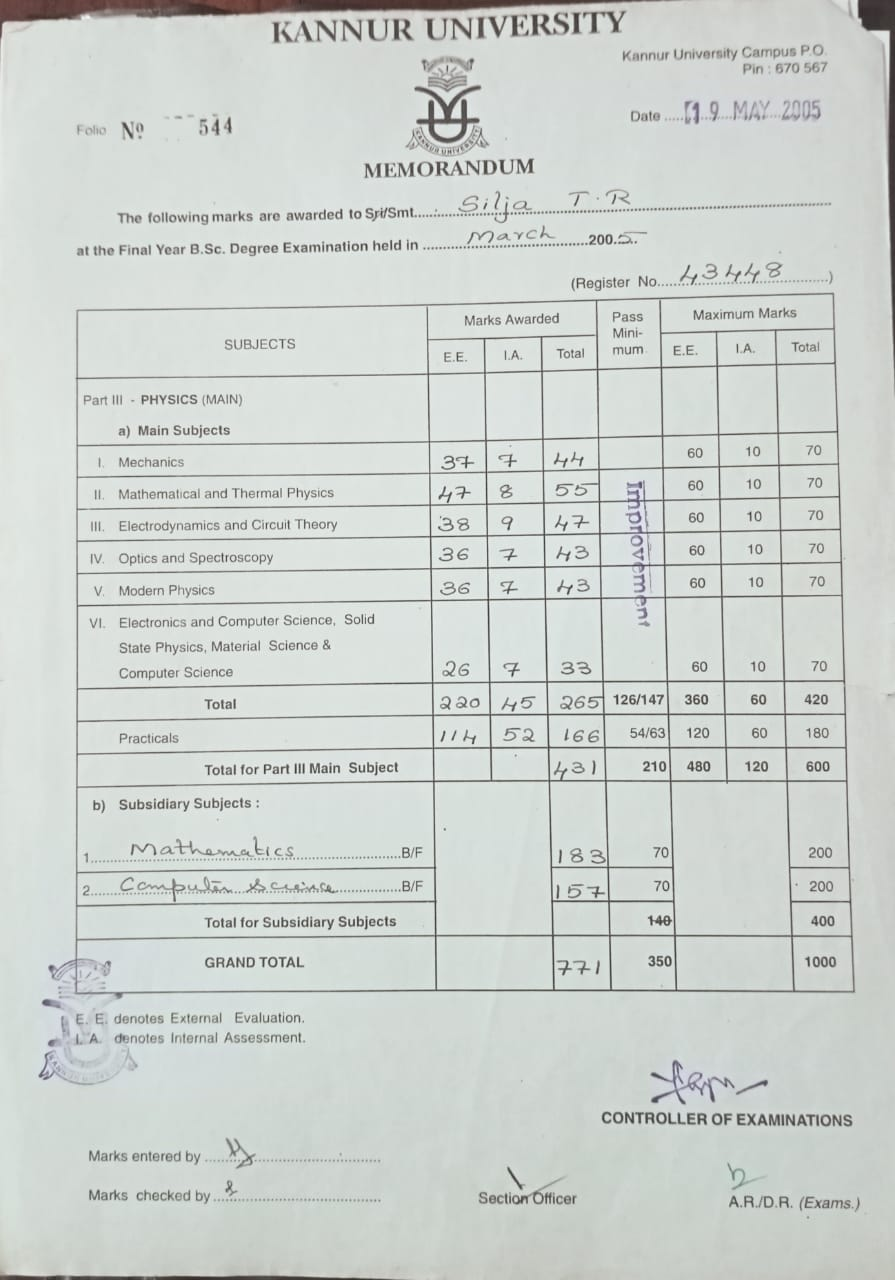 KANNUR UNIVERSITY
Kannur University Campus P.O.
Pin : 670 567
Folio Nº 544
Date ..... 19 MAY 2005
KANNUR UNIVERSITY
MEMORANDUM
The following marks are awarded to Sri/Smt. Silja T.R
at the Final Year B.Sc. Degree Examination held in March 2005
(Register No. 43448)
SUBJECTS Marks Awarded Pass Mini-mum Maximum Marks
E.E. I.A. Total E.E. I.A. Total
Part III - PHYSICS (MAIN)
a) Main Subjects
I. Mechanics 37 7 44 60 10 70
II. Mathematical and Thermal Physics 47 8 55 60 10 70
III. Electrodynamics and Circuit Theory 38 9 47 60 10 70
IV. Optics and Spectroscopy 36 7 43 60 10 70
V. Modern Physics 36 7 43 60 10 70
Improvement
VI. Electronics and Computer Science, Solid
State Physics, Material Science &
Computer Science 26 7 33 60 10 70
Total 220 45 265 126/147 360 60 420
Practicals 114 52 166 54/63 120 60 180
Total for Part III Main Subject 431 210 480 120 600
b) Subsidiary Subjects :
1. Mathematics B/F 183 70 200
2. Computer Science B/F 157 70 200
Total for Subsidiary Subjects 140 400
GRAND TOTAL 771 350 1000
E. E. denotes External Evaluation.
I. A. denotes Internal Assessment.
KANNUR UNIVERSITY
CONTROLLER OF EXAMINATIONS
Marks entered by
Marks checked by
Section Officer
A.R./D.R. (Exams.)